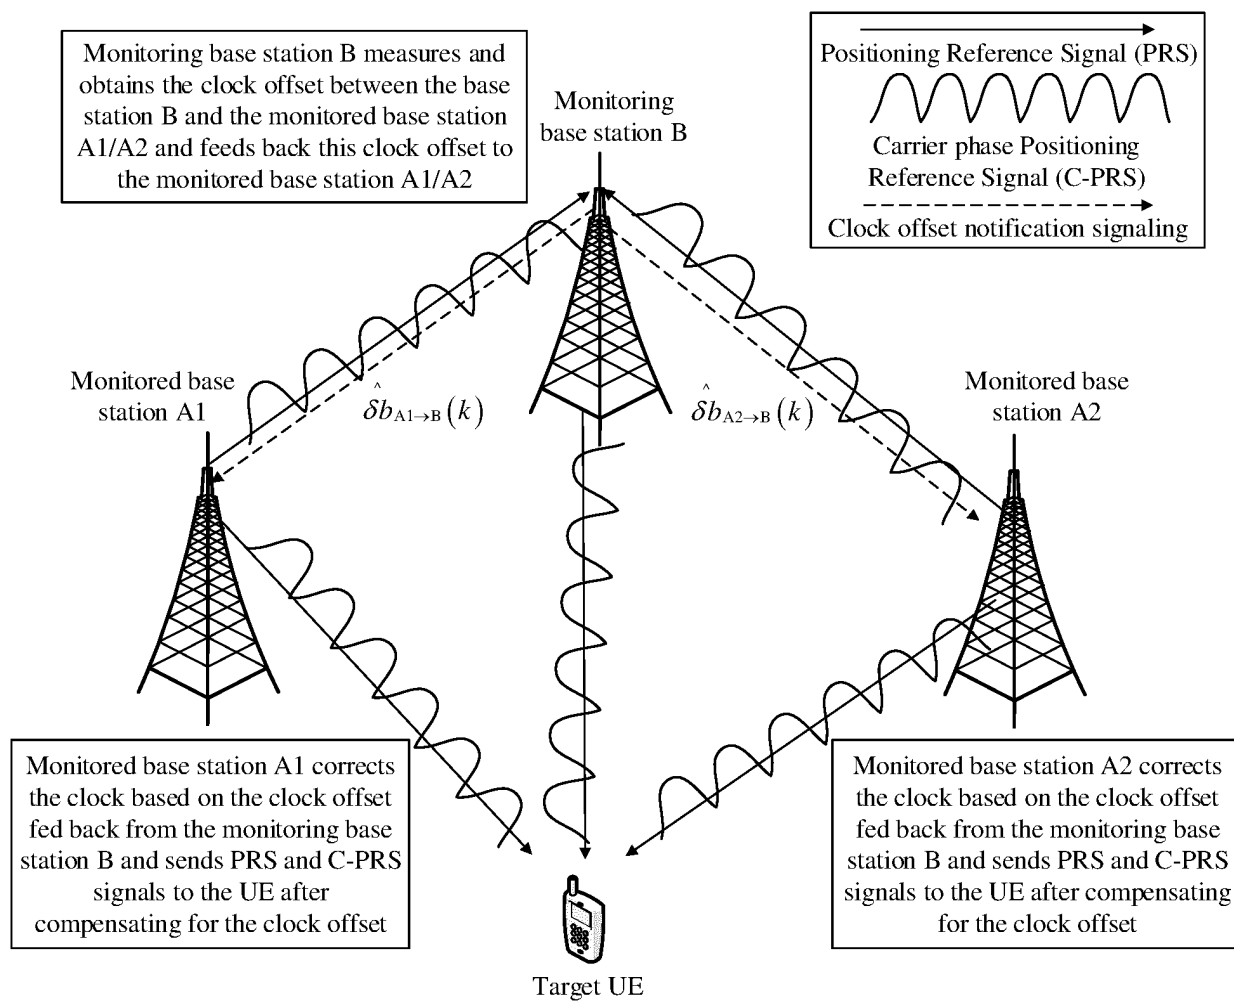 Monitoring base station B measures and
obtains the clock offset between the base
station B and the monitored base station
A1/A2 and feeds back this clock offset to
the monitored base station A1/A2
Monitoring
base station B
Positioning Reference Signal (PRS)
Carrier phase Positioning
Reference Signal (C-PRS)
Clock offset notification signaling
Monitored base
station A1
δ̂b_{A1→B}(k)
δ̂b_{A2→B}(k)
Monitored base
station A2
Monitored base station A1 corrects
the clock based on the clock offset
fed back from the monitoring base
station B and sends PRS and C-PRS
signals to the UE after
compensating for the clock offset
Monitored base station A2 corrects
the clock based on the clock offset
fed back from the monitoring base
station B and sends PRS and C-PRS
signals to the UE after compensating
for the clock offset
Target UE